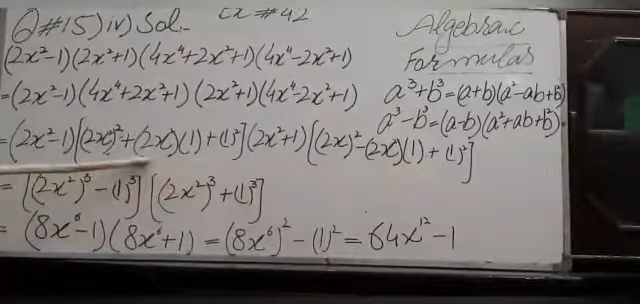 Q#15) iv) Sol:-
Ex #4.2
(2x²-1)(2x²+1)(4x⁴+2x²+1)(4x⁴-2x²+1)
=(2x²-1)(4x⁴+2x²+1)(2x²+1)(4x⁴-2x²+1)
=(2x²-1)[(2x²)²+(2x²)(1)+(1)²](2x²+1)[(2x²)²-(2x²)(1)+(1)²]
=[(2x²)³-(1)³][(2x²)³+(1)³]
=(8x⁶-1)(8x⁶+1)=(8x⁶)²-(1)²=64x¹²-1
Algebraic
Formulas
a³+b³=(a+b)(a²-ab+b²)
a³-b³=(a-b)(a²+ab+b²)